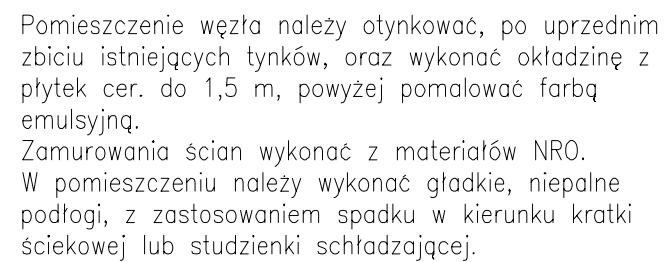 Pomieszczenie węzła należy otynkować, po uprzednim
zbiciu istniejących tynków, oraz wykonać okładzinę z
płytek cer. do 1,5 m, powyżej pomalować farbą
emulsyjną.
Zamurowania ścian wykonać z materiałów NRO.
W pomieszczeniu należy wykonać gładkie, niepalne
podłogi, z zastosowaniem spadku w kierunku kratki
ściekowej lub studzienki schładzającej.